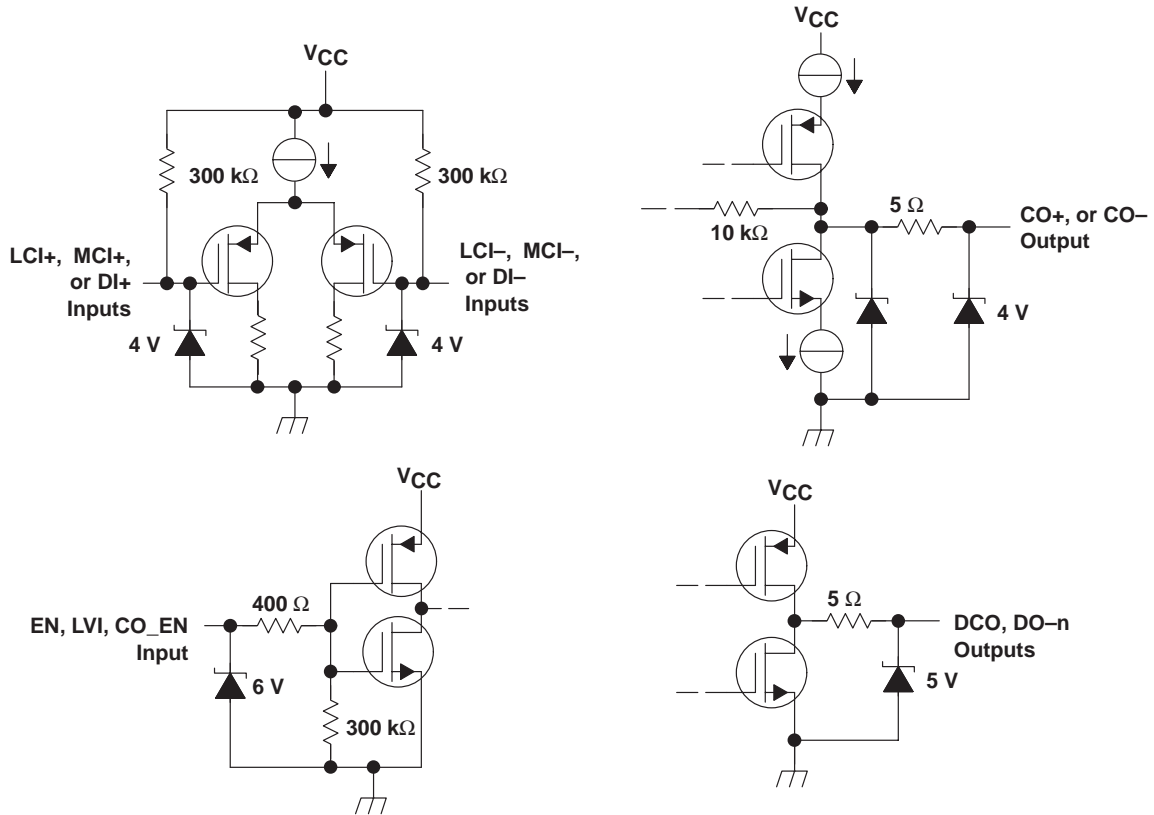 VCC
300 kΩ
300 kΩ
LCI+, MCI+,
or DI+
Inputs
LCI–, MCI–,
or DI–
Inputs
4 V
4 V
VCC
10 kΩ
5 Ω
CO+, or CO–
Output
4 V
VCC
400 Ω
EN, LVI, CO_EN
Input
6 V
300 kΩ
VCC
5 Ω
DCO, DO–n
Outputs
5 V